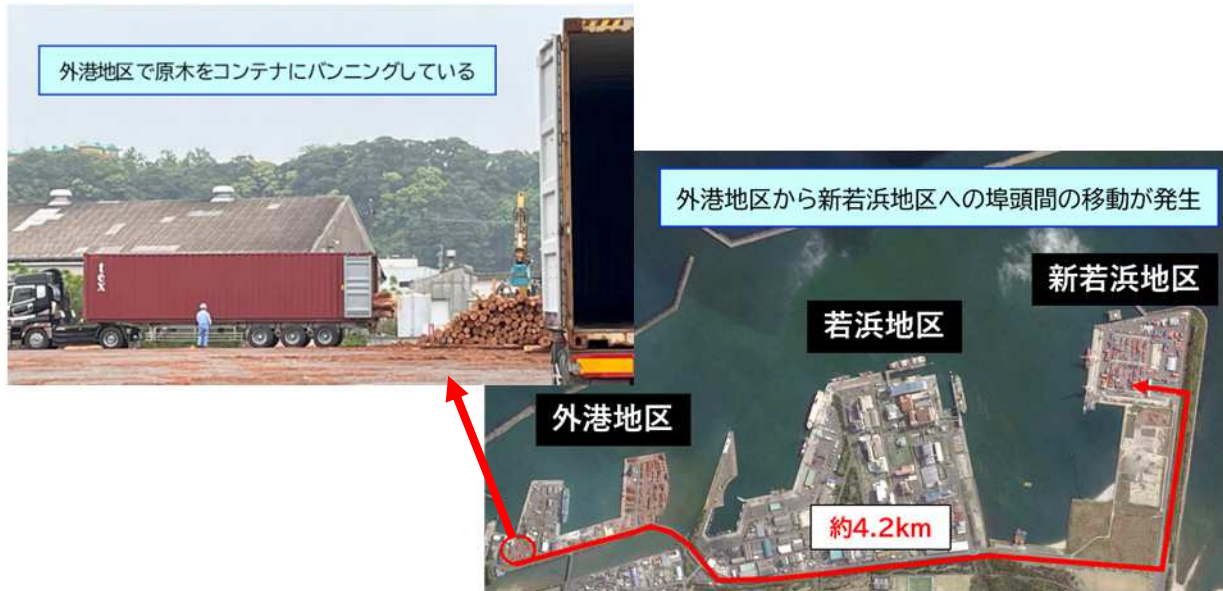 外港地区で原木をコンテナにバンニングしている
tex
外港地区から新若浜地区への埠頭間の移動が発生
新若浜地区
若浜地区
外港地区
約4.2km